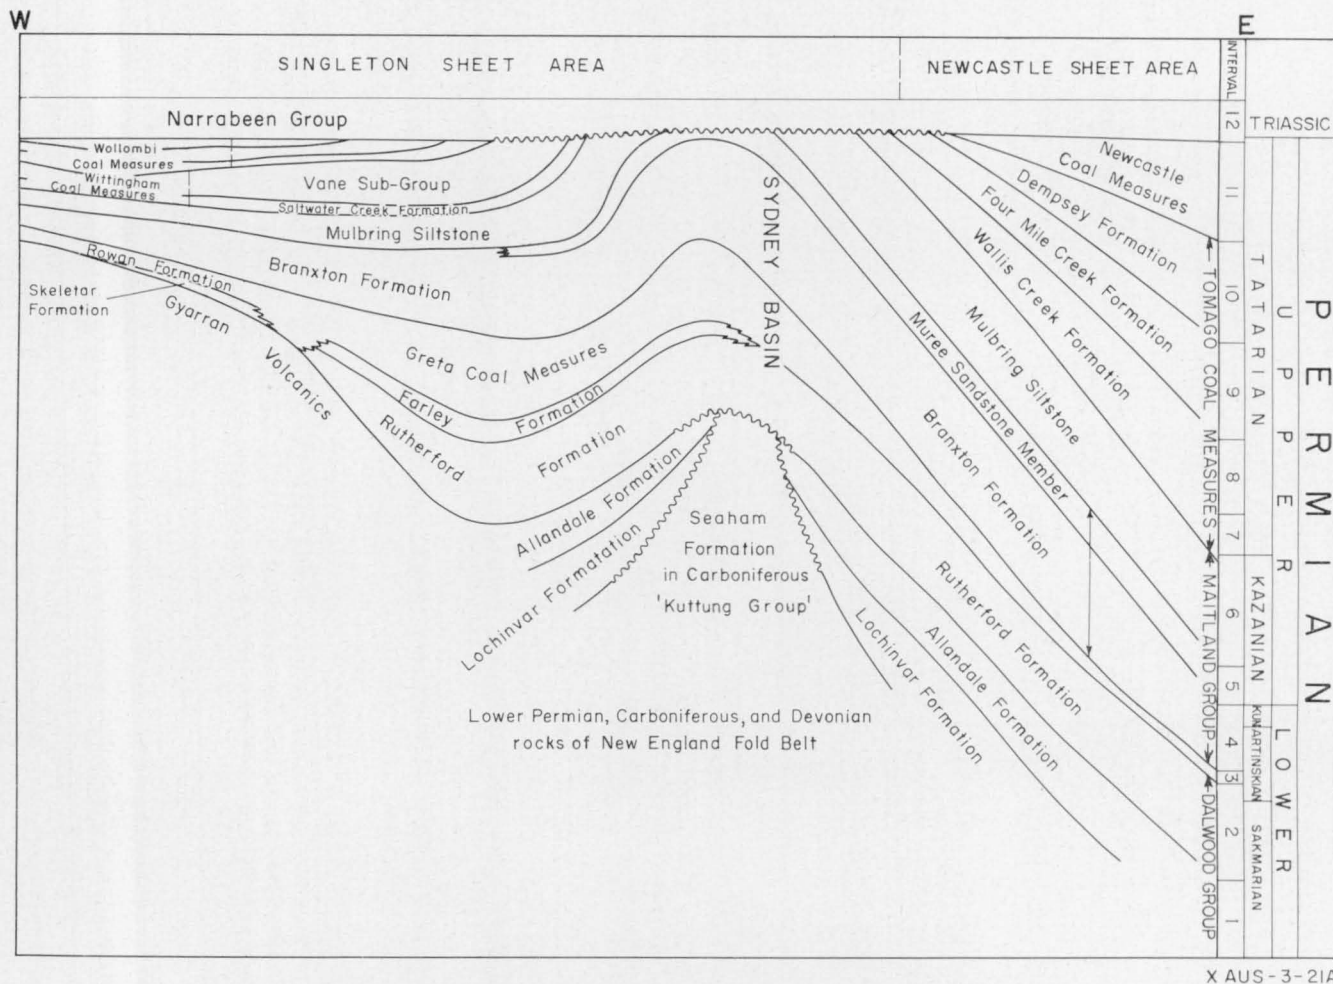 W
E
SINGLETON SHEET AREA
NEWCASTLE SHEET AREA
INTERVAL
Narrabeen Group
12
TRIASSIC
Wollombi
Coal Measures
Wittingham
Coal Measures
Vane Sub-Group
Saltwater Creek Formation
Mulbring Siltstone
Branxton Formation
Rowan Formation
Skeletar
Formation
Gyarran
Volcanics
Greta Coal Measures
Farley
Formation
Rutherford
Formation
Allandale Formation
Lochinvar Formatation
Seaham
Formation
in Carboniferous
'Kuttung Group'
Lower Permian, Carboniferous, and Devonian
rocks of New England Fold Belt
SYDNEY BASIN
Newcastle
Coal Measures
Dempsey Formation
Four Mile Creek Formation
Wallis Creek Formation
Mulbring Siltstone
Muree Sandstone Member
Branxton Formation
Rutherford Formation
Allandale Formation
Lochinvar Formation
TOMAGO COAL MEASURES
MAITLAND GROUP
DALWOOD GROUP
11
10
9
8
7
6
5
4
3
2
1
TATARIAN
KAZANIAN
KUN
ARTINSKIAN
SAKMARIAN
UPPER
LOWER
PERMIAN
X AUS-3-21A